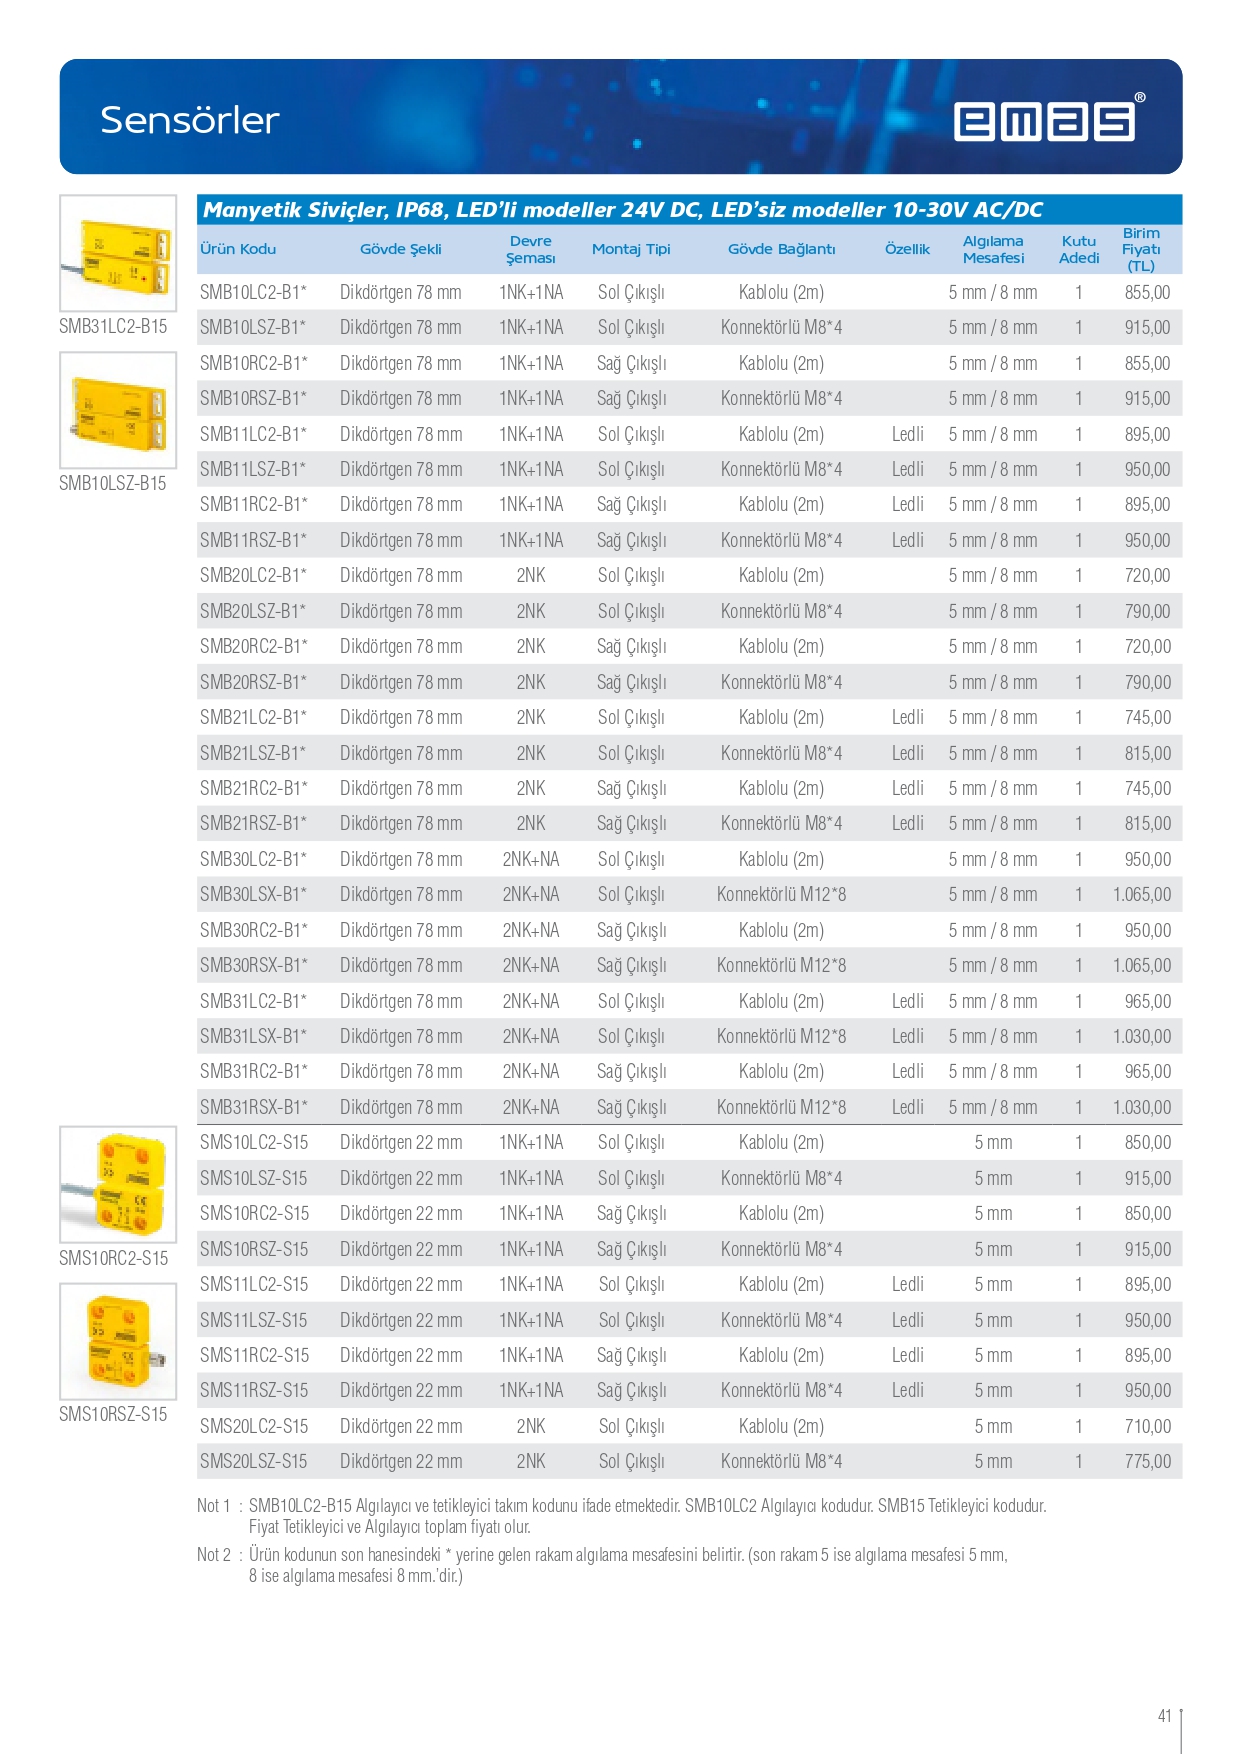 Sensörler
emas®
Manyetik Siviçler, IP68, LED’li modeller 24V DC, LED’siz modeller 10-30V AC/DC
Ürün Kodu Gövde Şekli Devre Şeması Montaj Tipi Gövde Bağlantı Özellik Algılama Mesafesi Kutu Adedi Birim Fiyatı (TL)
SMB10LC2-B1* Dikdörtgen 78 mm 1NK+1NA Sol Çıkışlı Kablolu (2m) 5 mm / 8 mm 1 855,00
SMB10LSZ-B1* Dikdörtgen 78 mm 1NK+1NA Sol Çıkışlı Konnektörlü M8*4 5 mm / 8 mm 1 915,00
SMB10RC2-B1* Dikdörtgen 78 mm 1NK+1NA Sağ Çıkışlı Kablolu (2m) 5 mm / 8 mm 1 855,00
SMB10RSZ-B1* Dikdörtgen 78 mm 1NK+1NA Sağ Çıkışlı Konnektörlü M8*4 5 mm / 8 mm 1 915,00
SMB11LC2-B1* Dikdörtgen 78 mm 1NK+1NA Sol Çıkışlı Kablolu (2m) Ledli 5 mm / 8 mm 1 895,00
SMB11LSZ-B1* Dikdörtgen 78 mm 1NK+1NA Sol Çıkışlı Konnektörlü M8*4 Ledli 5 mm / 8 mm 1 950,00
SMB11RC2-B1* Dikdörtgen 78 mm 1NK+1NA Sağ Çıkışlı Kablolu (2m) Ledli 5 mm / 8 mm 1 895,00
SMB11RSZ-B1* Dikdörtgen 78 mm 1NK+1NA Sağ Çıkışlı Konnektörlü M8*4 Ledli 5 mm / 8 mm 1 950,00
SMB20LC2-B1* Dikdörtgen 78 mm 2NK Sol Çıkışlı Kablolu (2m) 5 mm / 8 mm 1 720,00
SMB20LSZ-B1* Dikdörtgen 78 mm 2NK Sol Çıkışlı Konnektörlü M8*4 5 mm / 8 mm 1 790,00
SMB20RC2-B1* Dikdörtgen 78 mm 2NK Sağ Çıkışlı Kablolu (2m) 5 mm / 8 mm 1 720,00
SMB20RSZ-B1* Dikdörtgen 78 mm 2NK Sağ Çıkışlı Konnektörlü M8*4 5 mm / 8 mm 1 790,00
SMB21LC2-B1* Dikdörtgen 78 mm 2NK Sol Çıkışlı Kablolu (2m) Ledli 5 mm / 8 mm 1 745,00
SMB21LSZ-B1* Dikdörtgen 78 mm 2NK Sol Çıkışlı Konnektörlü M8*4 Ledli 5 mm / 8 mm 1 815,00
SMB21RC2-B1* Dikdörtgen 78 mm 2NK Sağ Çıkışlı Kablolu (2m) Ledli 5 mm / 8 mm 1 745,00
SMB21RSZ-B1* Dikdörtgen 78 mm 2NK Sağ Çıkışlı Konnektörlü M8*4 Ledli 5 mm / 8 mm 1 815,00
SMB30LC2-B1* Dikdörtgen 78 mm 2NK+NA Sol Çıkışlı Kablolu (2m) 5 mm / 8 mm 1 950,00
SMB30LSX-B1* Dikdörtgen 78 mm 2NK+NA Sol Çıkışlı Konnektörlü M12*8 5 mm / 8 mm 1 1.065,00
SMB30RC2-B1* Dikdörtgen 78 mm 2NK+NA Sağ Çıkışlı Kablolu (2m) 5 mm / 8 mm 1 950,00
SMB30RSX-B1* Dikdörtgen 78 mm 2NK+NA Sağ Çıkışlı Konnektörlü M12*8 5 mm / 8 mm 1 1.065,00
SMB31LC2-B1* Dikdörtgen 78 mm 2NK+NA Sol Çıkışlı Kablolu (2m) Ledli 5 mm / 8 mm 1 965,00
SMB31LSX-B1* Dikdörtgen 78 mm 2NK+NA Sol Çıkışlı Konnektörlü M12*8 Ledli 5 mm / 8 mm 1 1.030,00
SMB31RC2-B1* Dikdörtgen 78 mm 2NK+NA Sağ Çıkışlı Kablolu (2m) Ledli 5 mm / 8 mm 1 965,00
SMB31RSX-B1* Dikdörtgen 78 mm 2NK+NA Sağ Çıkışlı Konnektörlü M12*8 Ledli 5 mm / 8 mm 1 1.030,00
SMS10LC2-S15 Dikdörtgen 22 mm 1NK+1NA Sol Çıkışlı Kablolu (2m) 5 mm 1 850,00
SMS10LSZ-S15 Dikdörtgen 22 mm 1NK+1NA Sol Çıkışlı Konnektörlü M8*4 5 mm 1 915,00
SMS10RC2-S15 Dikdörtgen 22 mm 1NK+1NA Sağ Çıkışlı Kablolu (2m) 5 mm 1 850,00
SMS10RSZ-S15 Dikdörtgen 22 mm 1NK+1NA Sağ Çıkışlı Konnektörlü M8*4 5 mm 1 915,00
SMS11LC2-S15 Dikdörtgen 22 mm 1NK+1NA Sol Çıkışlı Kablolu (2m) Ledli 5 mm 1 895,00
SMS11LSZ-S15 Dikdörtgen 22 mm 1NK+1NA Sol Çıkışlı Konnektörlü M8*4 Ledli 5 mm 1 950,00
SMS11RC2-S15 Dikdörtgen 22 mm 1NK+1NA Sağ Çıkışlı Kablolu (2m) Ledli 5 mm 1 895,00
SMS11RSZ-S15 Dikdörtgen 22 mm 1NK+1NA Sağ Çıkışlı Konnektörlü M8*4 Ledli 5 mm 1 950,00
SMS20LC2-S15 Dikdörtgen 22 mm 2NK Sol Çıkışlı Kablolu (2m) 5 mm 1 710,00
SMS20LSZ-S15 Dikdörtgen 22 mm 2NK Sol Çıkışlı Konnektörlü M8*4 5 mm 1 775,00
SMB31LC2-B15
SMB10LSZ-B15
SMS10RC2-S15
SMS10RSZ-S15
Not 1 : SMB10LC2-B15 Algılayıcı ve tetikleyici takım kodunu ifade etmektedir. SMB10LC2 Algılayıcı kodudur. SMB15 Tetikleyici kodudur.
Fiyat Tetikleyici ve Algılayıcı toplam fiyatı olur.
Not 2 : Ürün kodunun son hanesindeki * yerine gelen rakam algılama mesafesini belirtir. (son rakam 5 ise algılama mesafesi 5 mm,
8 ise algılama mesafesi 8 mm.’dir.)
41